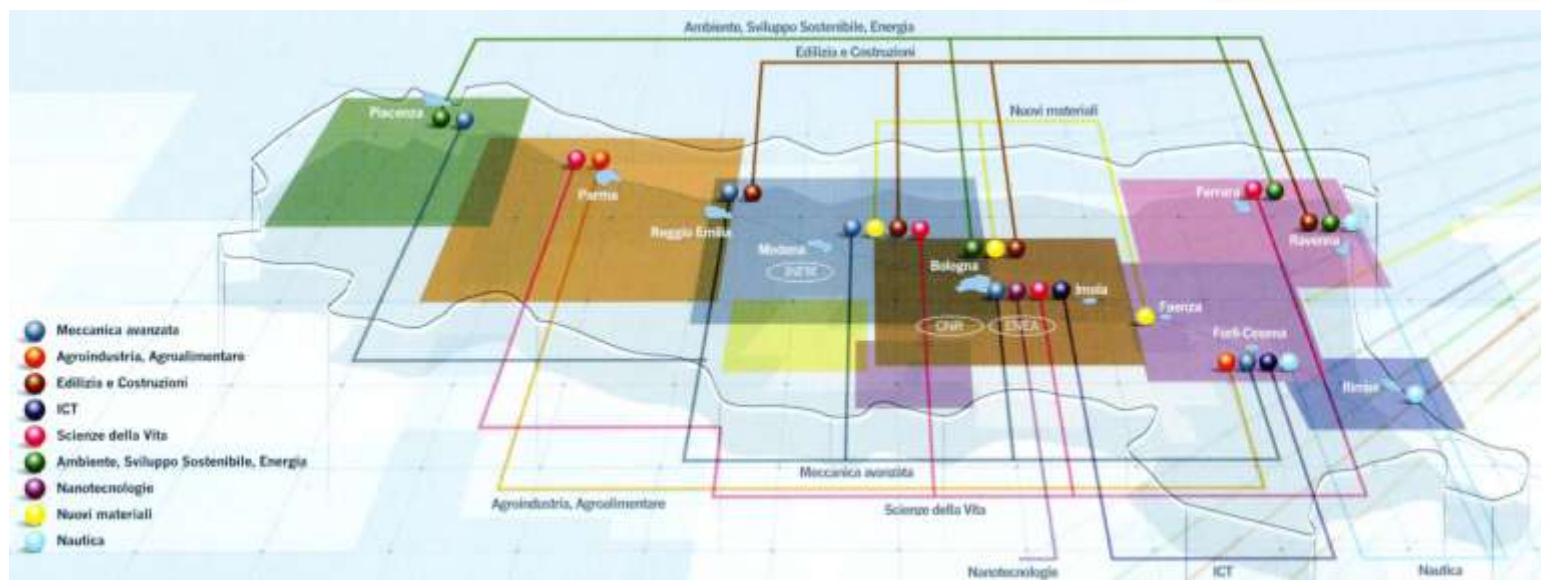 Ambiente, Sviluppo Sostenibile, Energia
Edilizia e Costruzioni
Nuovi materiali
Piacenza
Parma
Reggio Emilia
Modena
INFM
Bologna
Imola
CNR
ENEA
Ferrara
Ravenna
Faenza
Forlì-Cesena
Rimini
Meccanica avanzata
Agroindustria, Agroalimentare
Edilizia e Costruzioni
ICT
Scienze della Vita
Ambiente, Sviluppo Sostenibile, Energia
Nanotecnologie
Nuovi materiali
Nautica
Meccanica avanzata
Agroindustria, Agroalimentare
Scienze della Vita
Nanotecnologie
ICT
Nautica